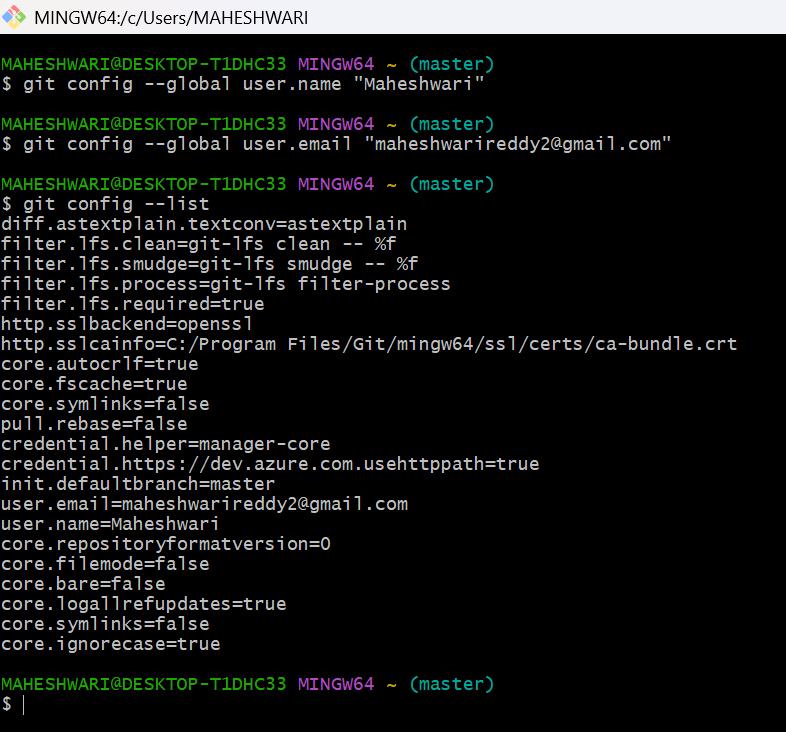 MINGW64:/c/Users/MAHESHWARI
MAHESHWARI@DESKTOP-T1DHC33 MINGW64 ~ (master)
$ git config --global user.name "Maheshwari"
MAHESHWARI@DESKTOP-T1DHC33 MINGW64 ~ (master)
$ git config --global user.email "maheshwarireddy2@gmail.com"
MAHESHWARI@DESKTOP-T1DHC33 MINGW64 ~ (master)
$ git config --list
diff.astextplain.textconv=astextplain
filter.lfs.clean=git-lfs clean -- %f
filter.lfs.smudge=git-lfs smudge -- %f
filter.lfs.process=git-lfs filter-process
filter.lfs.required=true
http.sslbackend=openssl
http.sslcainfo=C:/Program Files/Git/mingw64/ssl/certs/ca-bundle.crt
core.autocrlf=true
core.fscache=true
core.symlinks=false
pull.rebase=false
credential.helper=manager-core
credential.https://dev.azure.com.usehttppath=true
init.defaultbranch=master
user.email=maheshwarireddy2@gmail.com
user.name=Maheshwari
core.repositoryformatversion=0
core.filemode=false
core.bare=false
core.logallrefupdates=true
core.symlinks=false
core.ignorecase=true
MAHESHWARI@DESKTOP-T1DHC33 MINGW64 ~ (master)
$